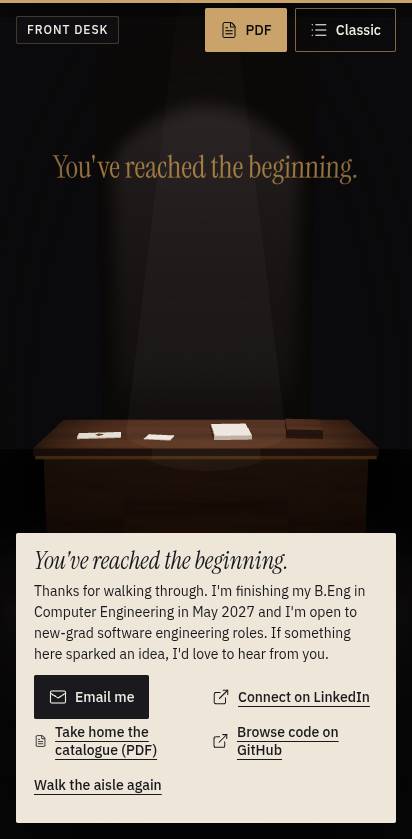 FRONT DESK
PDF
Classic
You've reached the beginning.
You've reached the beginning.
Thanks for walking through. I'm finishing my B.Eng in
Computer Engineering in May 2027 and I'm open to
new-grad software engineering roles. If something
here sparked an idea, I'd love to hear from you.
Email me
Connect on LinkedIn
Take home the
catalogue (PDF)
Browse code on
GitHub
Walk the aisle again